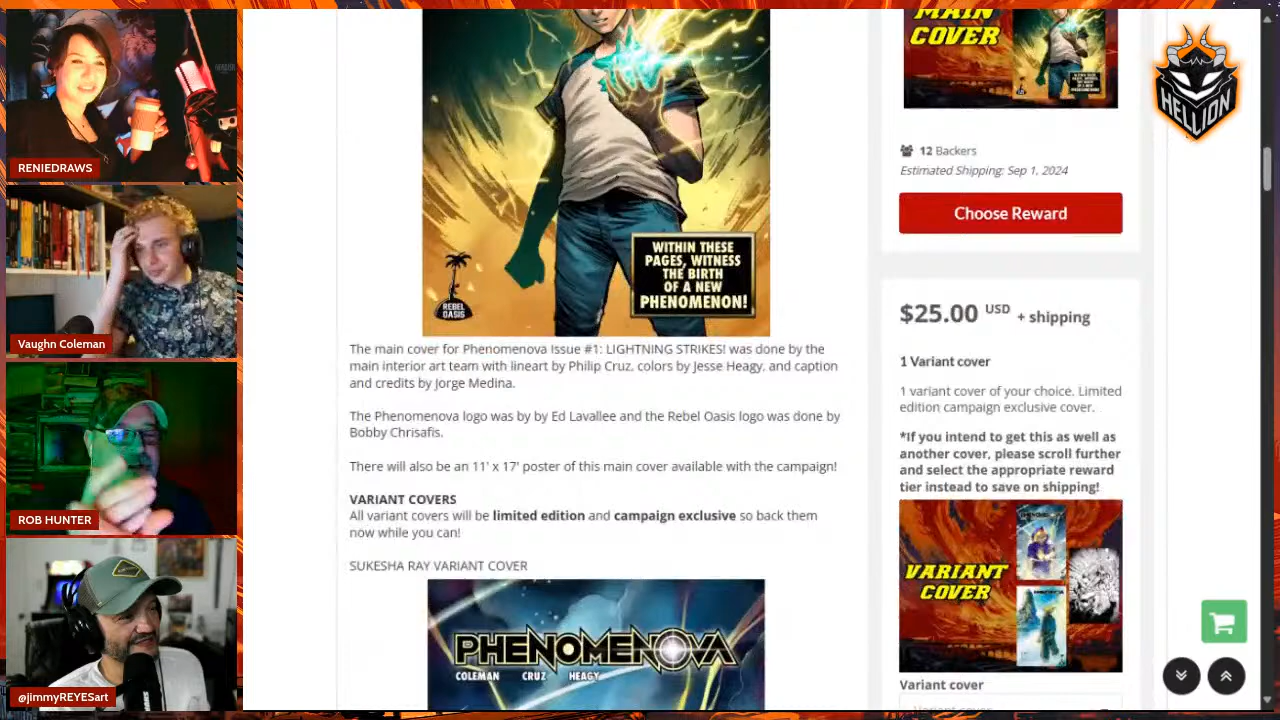 RENIEDRAWS
Vaughn Coleman
ROB HUNTER
@jimmyREYESart
WITHIN THESE
PAGES, WITNESS
THE BIRTH
OF A NEW
PHENOMENON!
REBEL
OASIS
The main cover for Phenomenova Issue #1: LIGHTNING STRIKES! was done by the
main interior art team with lineart by Philip Cruz, colors by Jesse Heagy, and caption
and credits by Jorge Medina.
The Phenomenova logo was by by Ed Lavallee and the Rebel Oasis logo was done by
Bobby Chrisafis.
There will also be an 11' x 17' poster of this main cover available with the campaign!
VARIANT COVERS
All variant covers will be limited edition and campaign exclusive so back them
now while you can!
SUKESHA RAY VARIANT COVER
PHENOMENOVA
COLEMAN CRUZ HEAGY
MAIN
COVER
12 Backers
Estimated Shipping: Sep 1, 2024
Choose Reward
$25.00 USD + shipping
1 Variant cover
1 variant cover of your choice. Limited
edition campaign exclusive cover.
*If you intend to get this as well as
another cover, please scroll further
and select the appropriate reward
tier instead to save on shipping!
VARIANT
COVER
Variant cover
Variant cover
HELLION